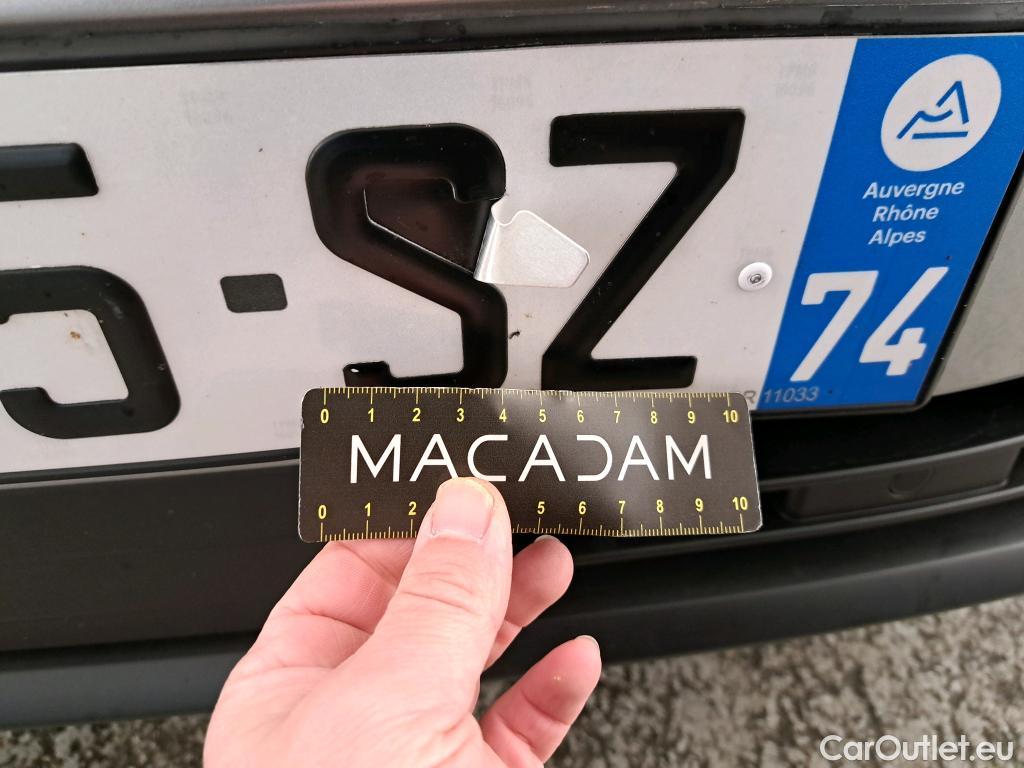 5-SZ
Auvergne
Rhône
Alpes
74
R 11033
0 1 2 3 4 5 6 7 8 9 10
MACADAM
0 1 2 5 6 7 8 9 10
CarOutlet.eu